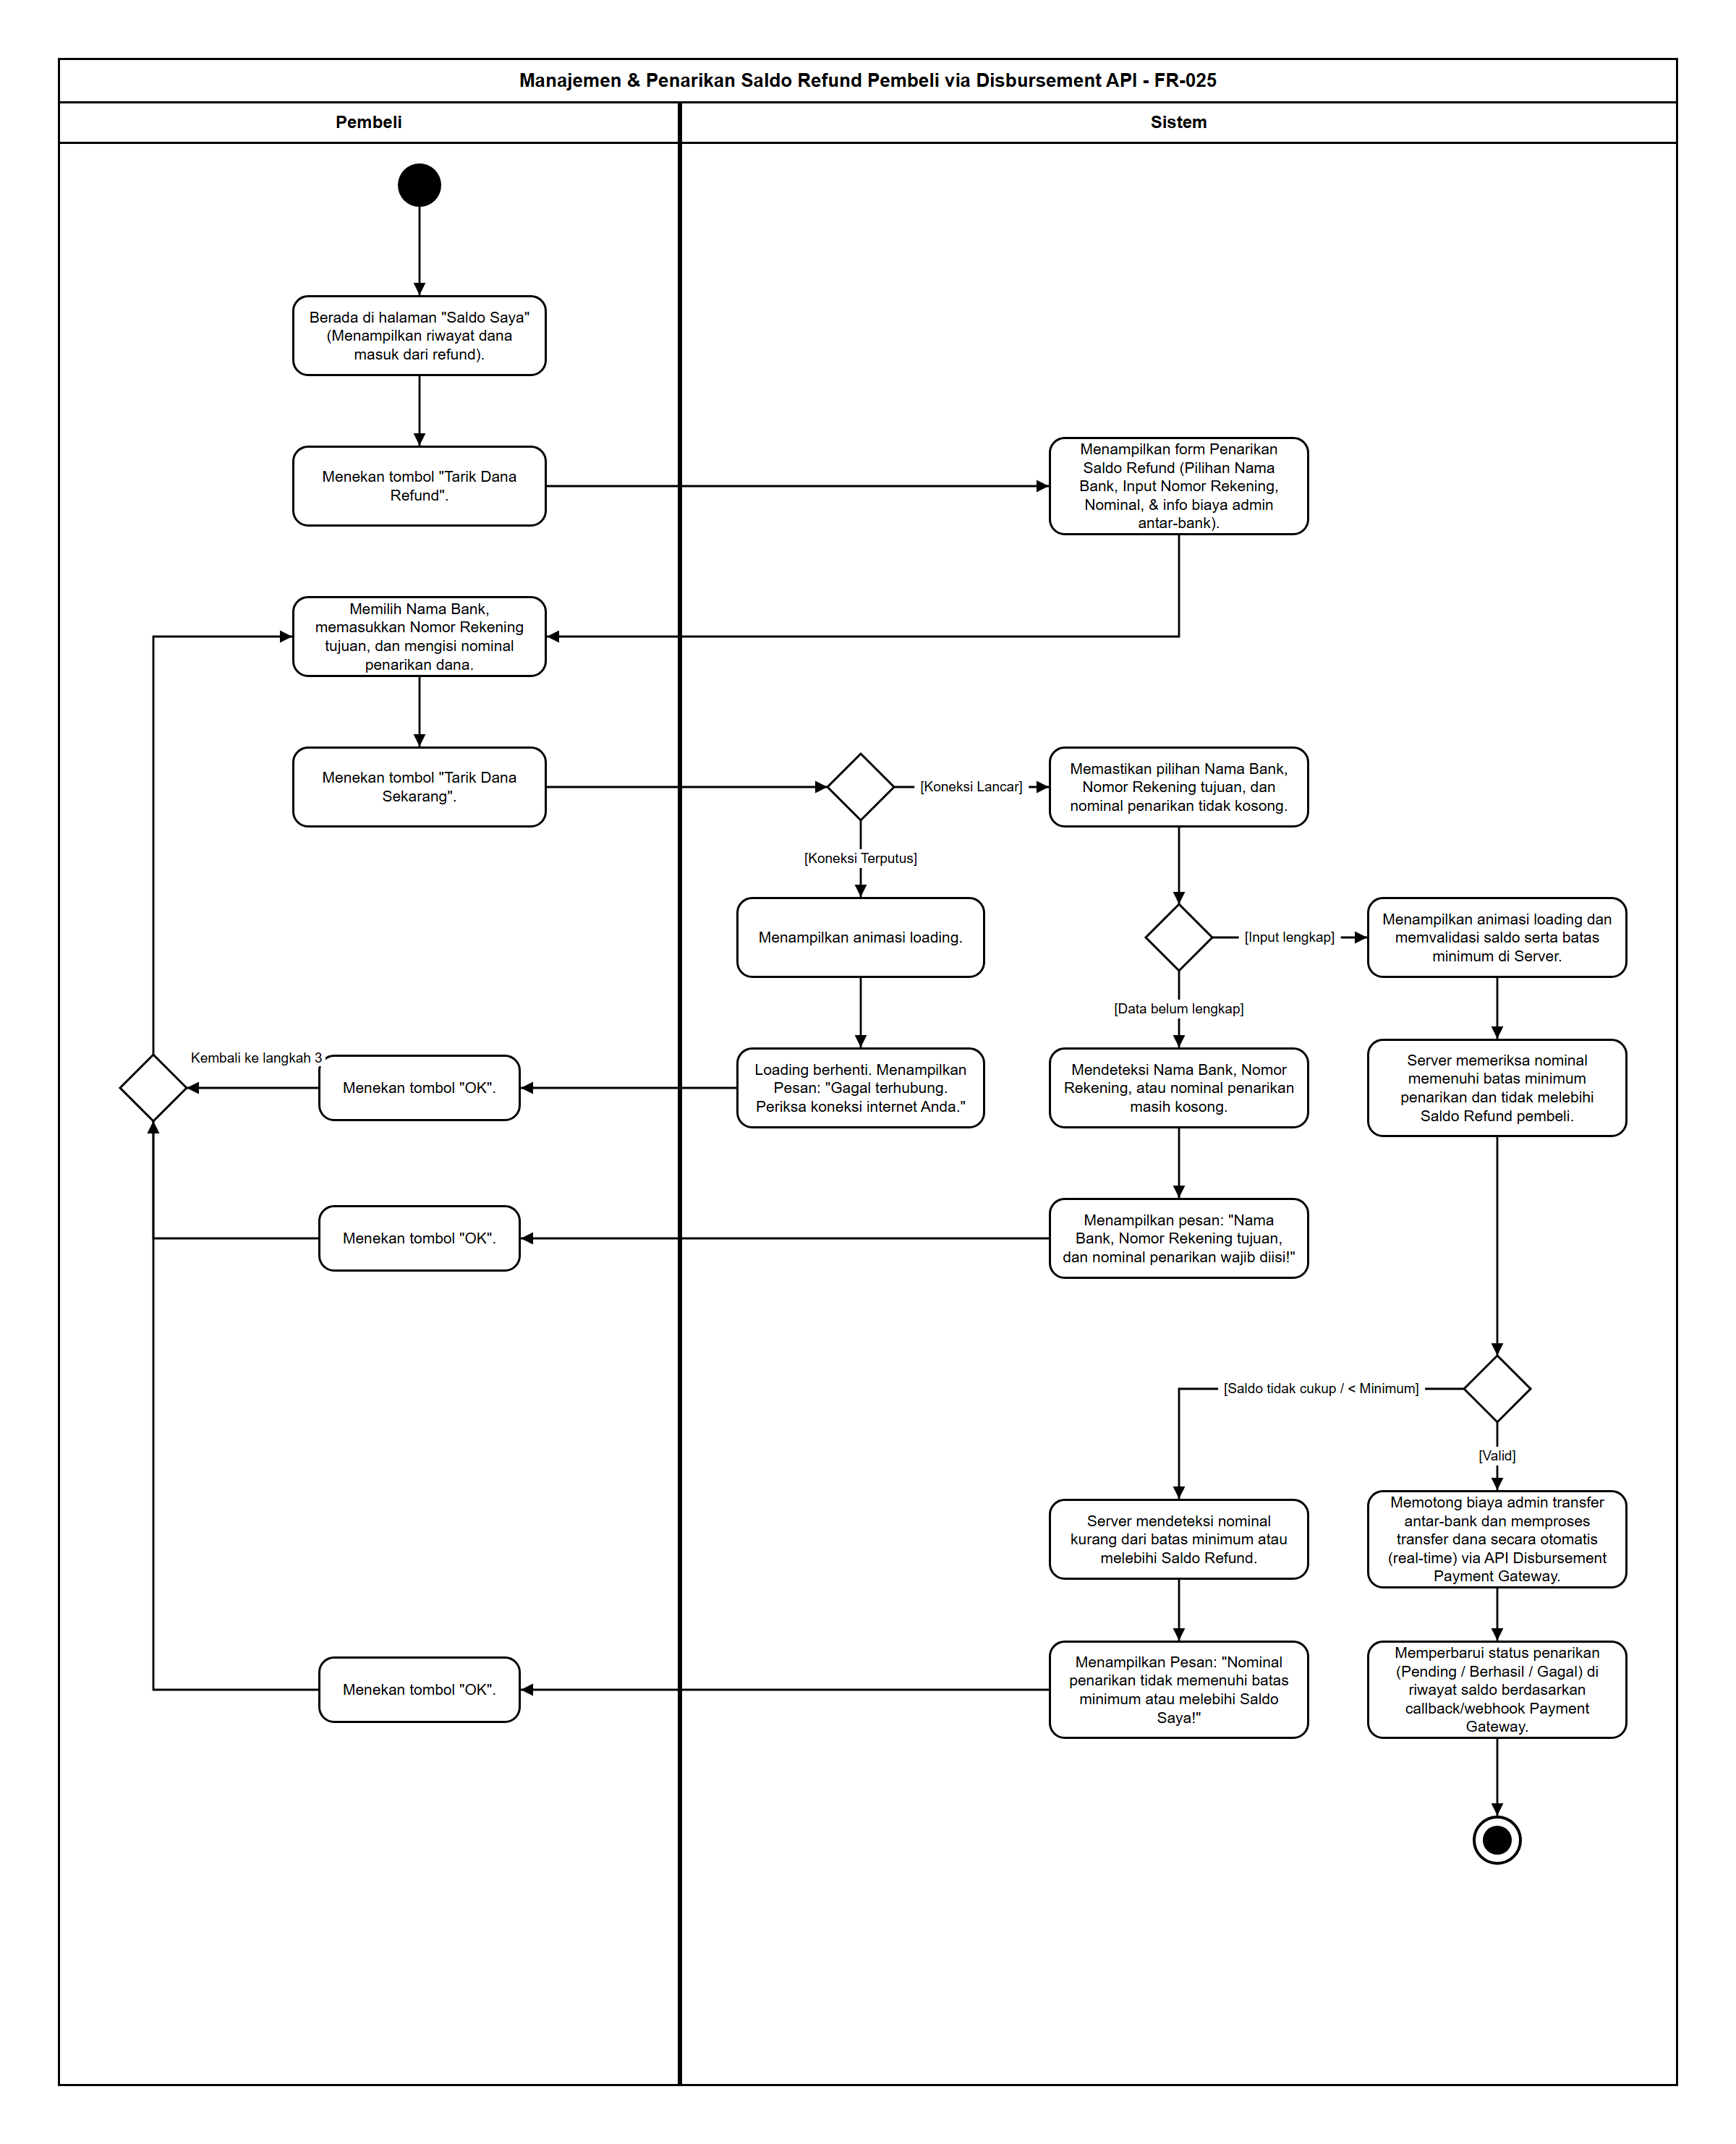 Manajemen & Penarikan Saldo Refund Pembeli via Disbursement API - FR-025
Pembeli
Sistem
Berada di halaman "Saldo Saya"
(Menampilkan riwayat dana
masuk dari refund).
Menekan tombol "Tarik Dana
Refund".
Menampilkan form Penarikan
Saldo Refund (Pilihan Nama
Bank, Input Nomor Rekening,
Nominal, & info biaya admin
antar-bank).
Memilih Nama Bank,
memasukkan Nomor Rekening
tujuan, dan mengisi nominal
penarikan dana.
Menekan tombol "Tarik Dana
Sekarang".
[Koneksi Lancar]
Memastikan pilihan Nama Bank,
Nomor Rekening tujuan, dan
nominal penarikan tidak kosong.
[Koneksi Terputus]
Menampilkan animasi loading.
[Input lengkap]
Menampilkan animasi loading dan
memvalidasi saldo serta batas
minimum di Server.
[Data belum lengkap]
Kembali ke langkah 3
Menekan tombol "OK".
Loading berhenti. Menampilkan
Pesan: "Gagal terhubung.
Periksa koneksi internet Anda."
Mendeteksi Nama Bank, Nomor
Rekening, atau nominal penarikan
masih kosong.
Server memeriksa nominal
memenuhi batas minimum
penarikan dan tidak melebihi
Saldo Refund pembeli.
Menekan tombol "OK".
Menampilkan pesan: "Nama
Bank, Nomor Rekening tujuan,
dan nominal penarikan wajib diisi!"
[Saldo tidak cukup / < Minimum]
[Valid]
Server mendeteksi nominal
kurang dari batas minimum atau
melebihi Saldo Refund.
Memotong biaya admin transfer
antar-bank dan memproses
transfer dana secara otomatis
(real-time) via API Disbursement
Payment Gateway.
Menekan tombol "OK".
Menampilkan Pesan: "Nominal
penarikan tidak memenuhi batas
minimum atau melebihi Saldo
Saya!"
Memperbarui status penarikan
(Pending / Berhasil / Gagal) di
riwayat saldo berdasarkan
callback/webhook Payment
Gateway.